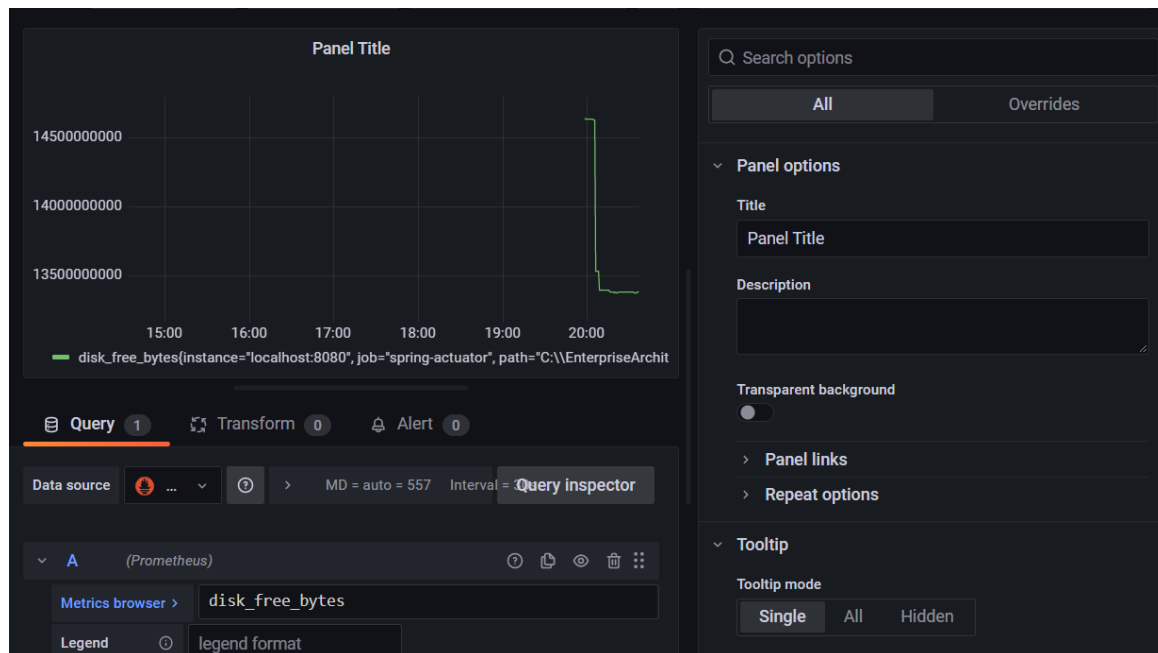 Panel Title
14500000000
14000000000
13500000000
15:00 16:00 17:00 18:00 19:00 20:00
disk_free_bytes{instance="localhost:8080", job="spring-actuator", path="C:\\EnterpriseArchit
Query 1 Transform 0 Alert 0
Data source ... MD = auto = 557 Interval = Query inspector
A (Prometheus)
Metrics browser > disk_free_bytes
Legend legend format
Search options
All Overrides
Panel options
Title
Panel Title
Description
Transparent background
Panel links
Repeat options
Tooltip
Tooltip mode
Single All Hidden